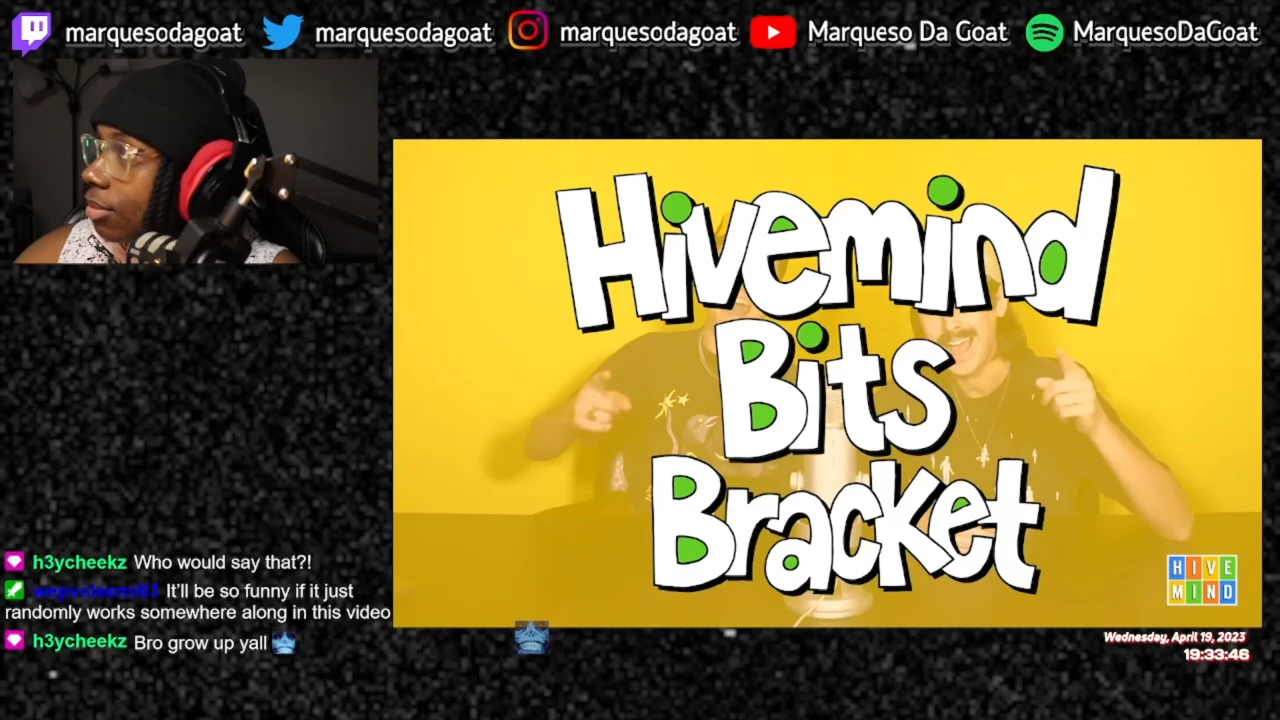 marquesodagoat marquesodagoat marquesodagoat Marqueso Da Goat MarquesoDaGoat
Hivemind
Bits
Bracket
HIVE
MIND
h3ycheekz Who would say that?!
It'll be so funny if it just
randomly works somewhere along in this video
h3ycheekz Bro grow up yall
Wednesday, April 19, 2023
19:33:46